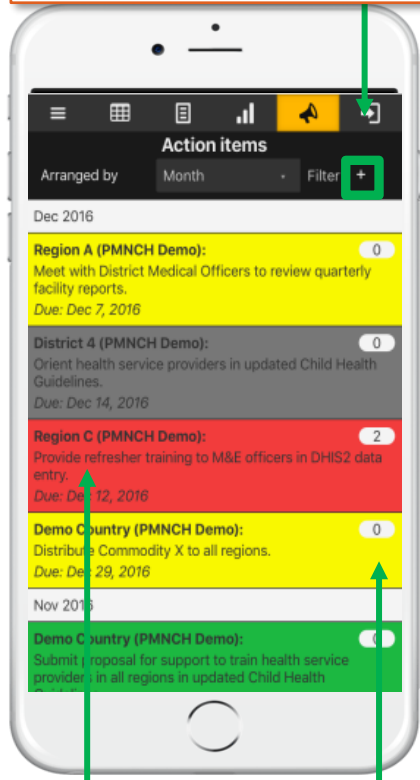 Action items
Arranged by Month Filter +
Dec 2016
Region A (PMNCH Demo): 0
Meet with District Medical Officers to review quarterly
facility reports.
Due: Dec 7, 2016
District 4 (PMNCH Demo): 0
Orient health service providers in updated Child Health
Guidelines.
Due: Dec 14, 2016
Region C (PMNCH Demo): 2
Provide refresher training to M&E officers in DHIS2 data
entry.
Due: Dec 12, 2016
Demo Country (PMNCH Demo): 0
Distribute Commodity X to all regions.
Due: Dec 29, 2016
Nov 2016
Demo Country (PMNCH Demo):
Submit proposal for support to train health service
providers in all regions in updated Child Health